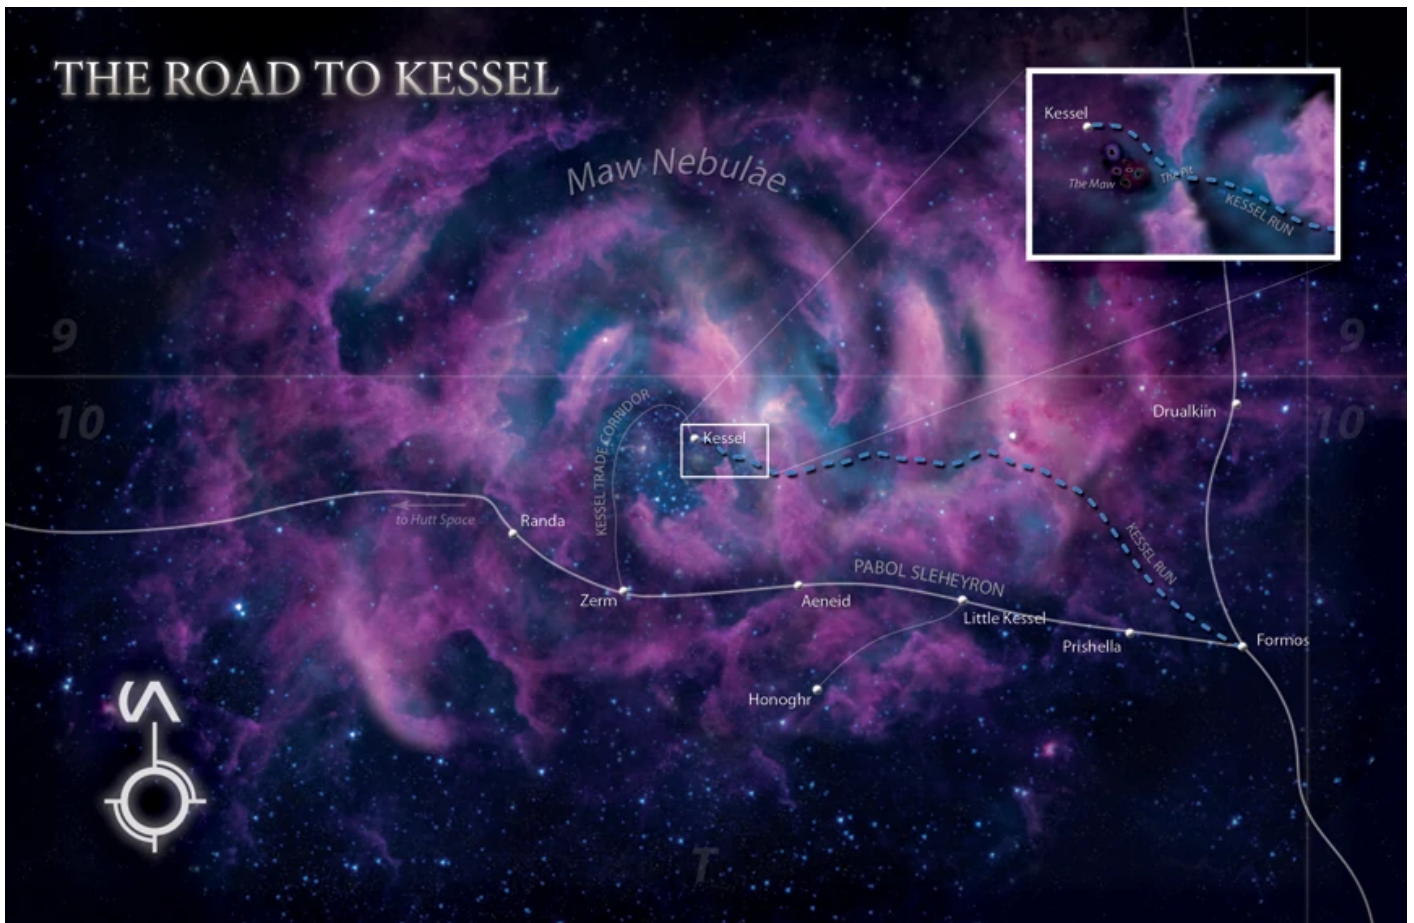 THE ROAD TO KESSEL
Maw Nebulae
Kessel
The Maw
The Pit
KESSEL RUN
9
9
10
10
Drualkiin
KESSEL TRADE CORRIDOR
Kessel
to Hutt Space
Randa
KESSEL RUN
PABOL SLEHEYRON
Zerm
Aeneid
Little Kessel
Prishella
Formos
Honoghr
T